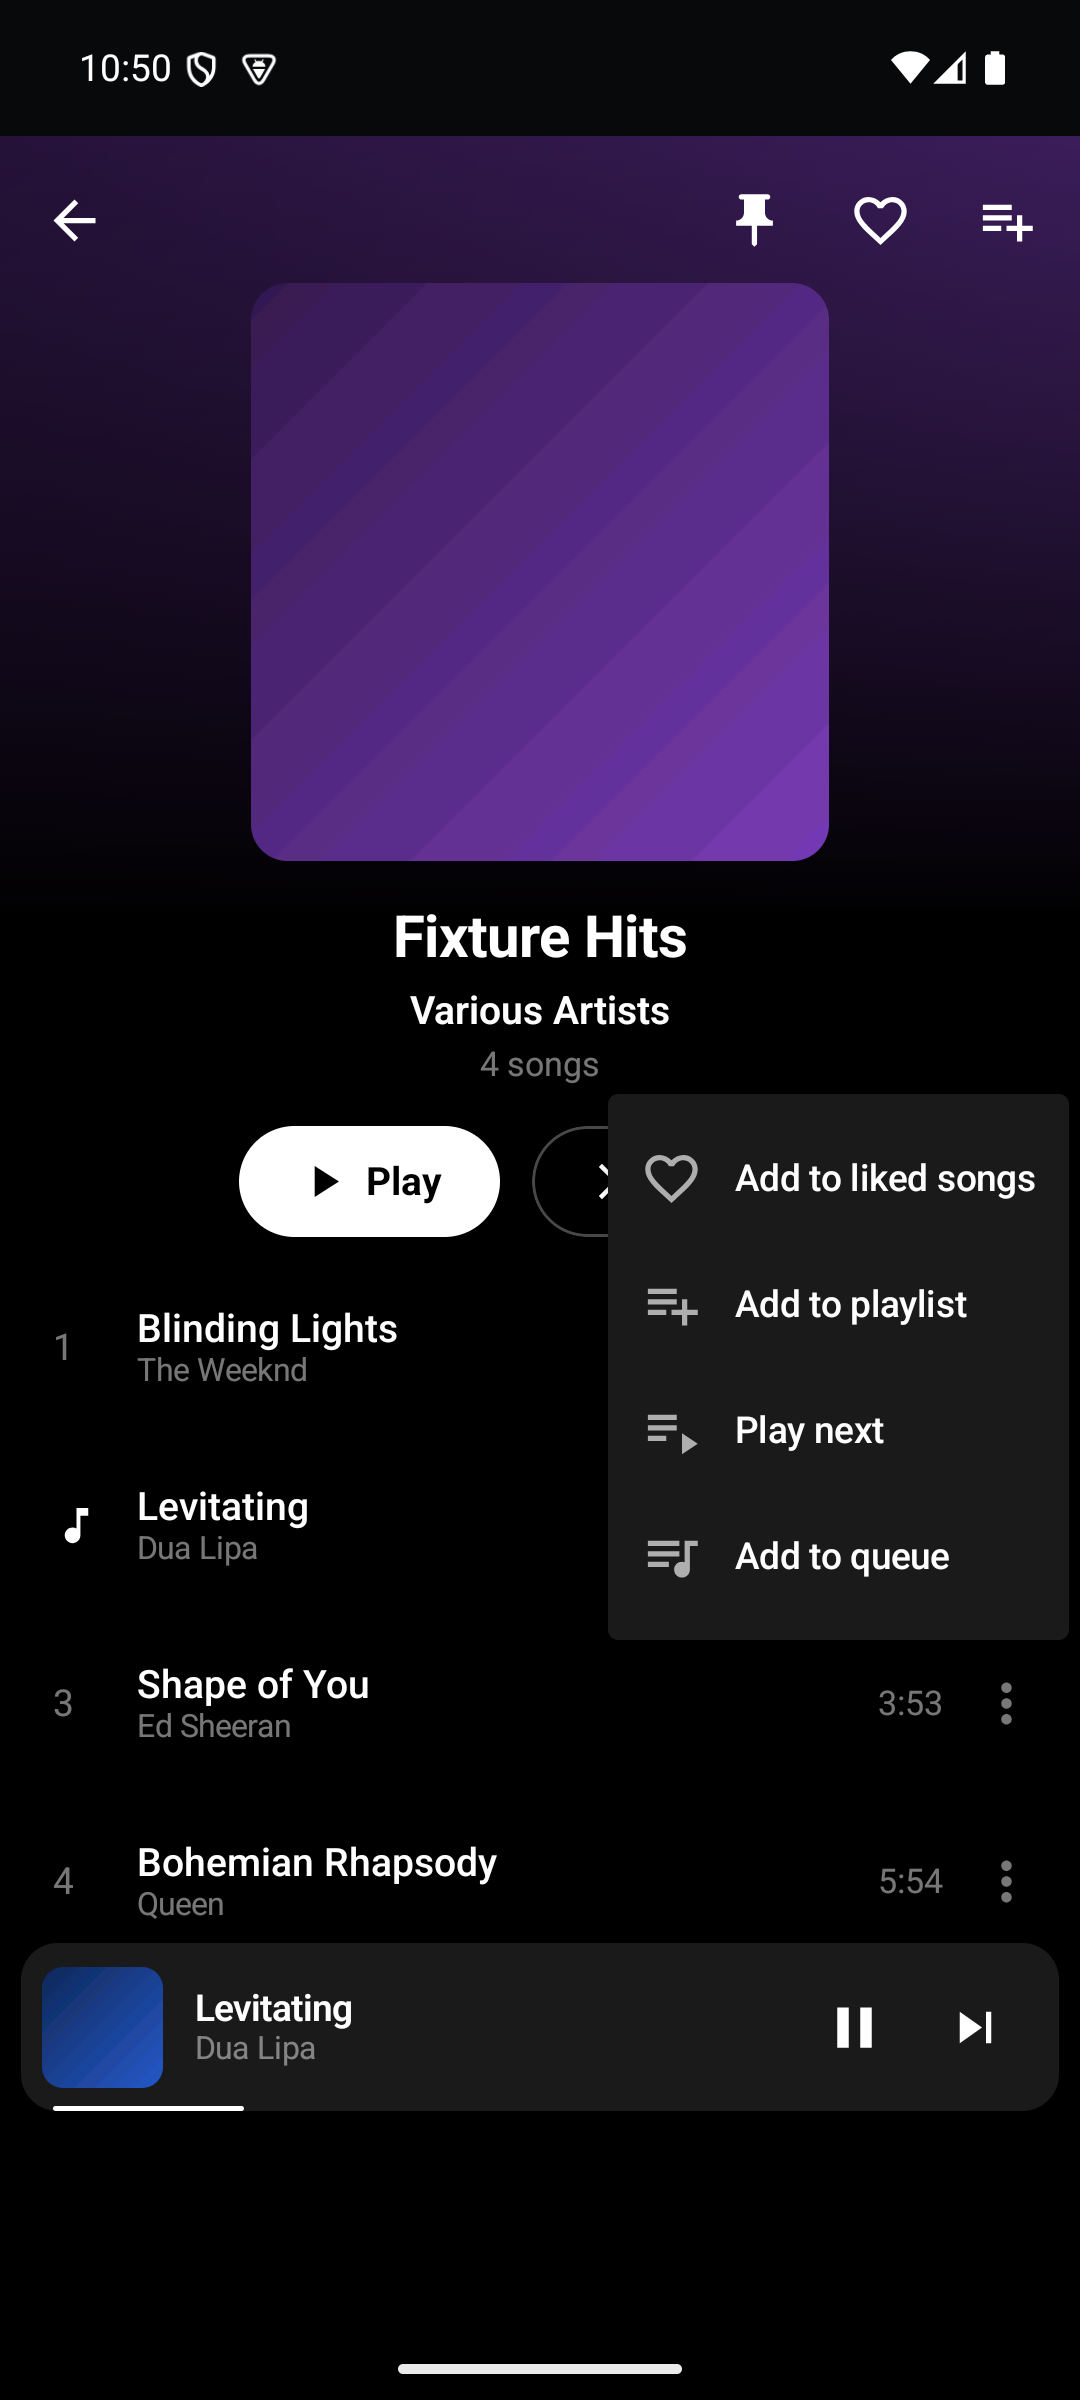 10:50
Fixture Hits
Various Artists
4 songs
Play
Add to liked songs
Add to playlist
Play next
Add to queue
1
Blinding Lights
The Weeknd
Levitating
Dua Lipa
3
Shape of You
Ed Sheeran
3:53
4
Bohemian Rhapsody
Queen
5:54
Levitating
Dua Lipa